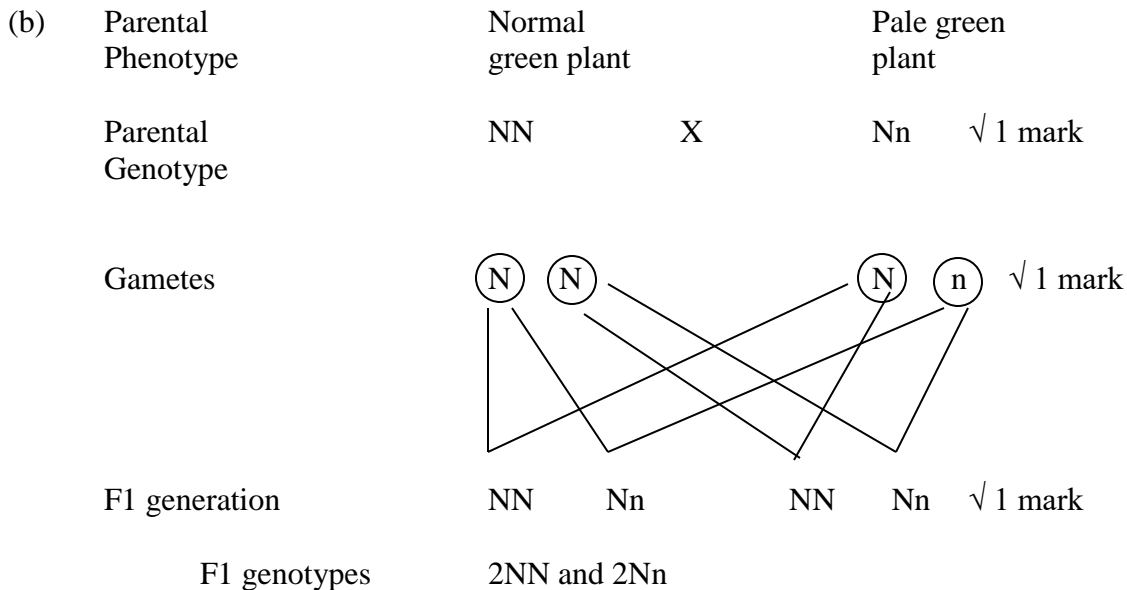 (b) Parental Normal Pale green
Phenotype green plant plant
Parental NN X Nn √ 1 mark
Genotype
Gametes N N N n √ 1 mark
F1 generation NN Nn NN Nn √ 1 mark
F1 genotypes 2NN and 2Nn